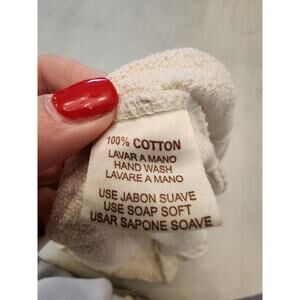 100% COTTON
LAVAR A MANO
HAND WASH
LAVARE A MANO
USE JABON SUAVE
USE SOAP SOFT
USAR SAPONE SOAVE